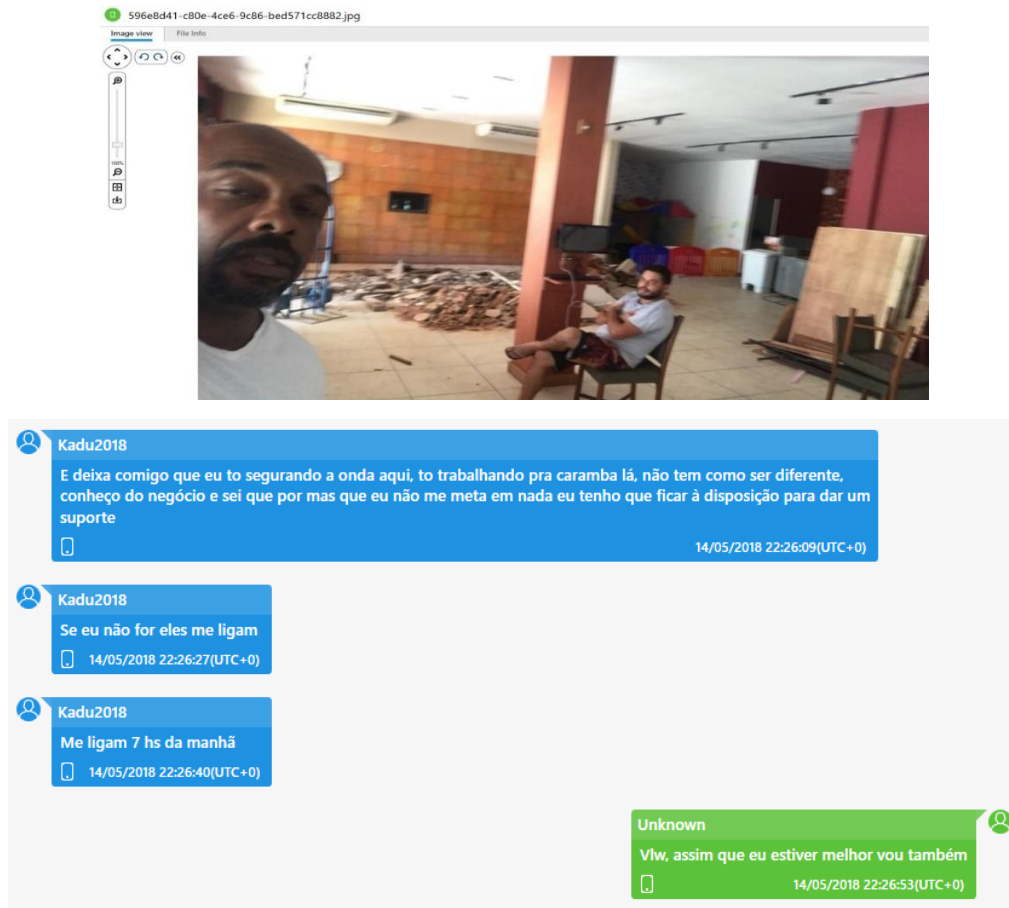 596e8d41-c80e-4ce6-9c86-bed571cc8882.jpg
Image view File Info
100%
Kadu2018
E deixa comigo que eu to segurando a onda aqui, to trabalhando pra caramba lá, não tem como ser diferente,
conheço do negócio e sei que por mas que eu não me meta em nada eu tenho que ficar à disposição para dar um
suporte
14/05/2018 22:26:09(UTC+0)
Kadu2018
Se eu não for eles me ligam
14/05/2018 22:26:27(UTC+0)
Kadu2018
Me ligam 7 hs da manhã
14/05/2018 22:26:40(UTC+0)
Unknown
Vlw, assim que eu estiver melhor vou também
14/05/2018 22:26:53(UTC+0)